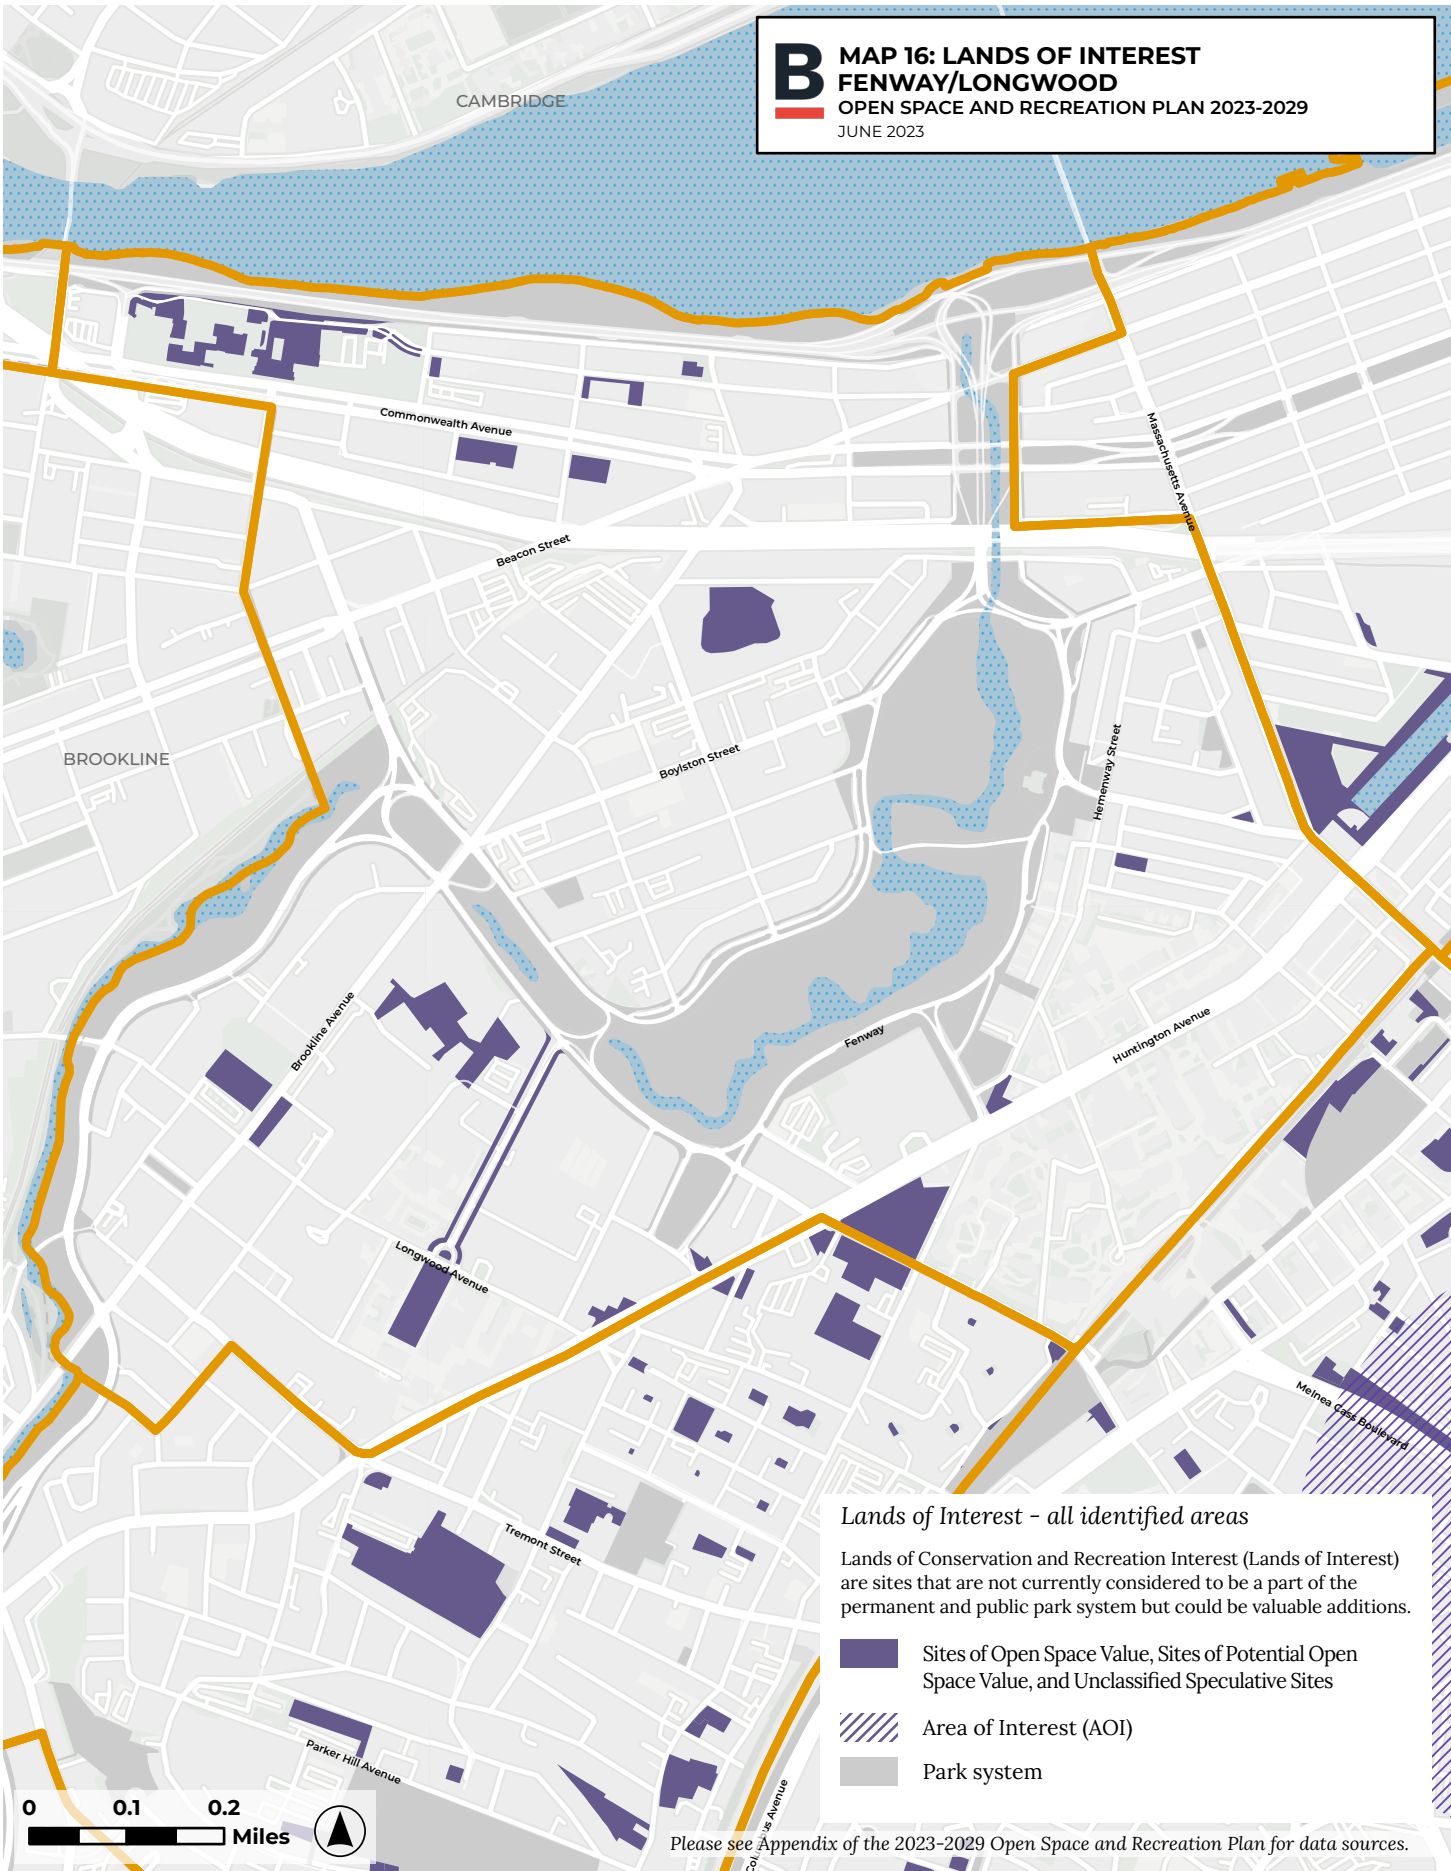 B
MAP 16: LANDS OF INTEREST
FENWAY/LONGWOOD
OPEN SPACE AND RECREATION PLAN 2023-2029
JUNE 2023
CAMBRIDGE
Commonwealth Avenue
Massachusetts Avenue
Beacon Street
BROOKLINE
Boylston Street
Hemenway Street
Brookline Avenue
Fenway
Huntington Avenue
Longwood Avenue
Melnea Cass Boulevard
Tremont Street
Parker Hill Avenue
Columbus Avenue
Lands of Interest - all identified areas
Lands of Conservation and Recreation Interest (Lands of Interest)
are sites that are not currently considered to be a part of the
permanent and public park system but could be valuable additions.
Sites of Open Space Value, Sites of Potential Open
Space Value, and Unclassified Speculative Sites
Area of Interest (AOI)
Park system
0 0.1 0.2
Miles
Please see Appendix of the 2023-2029 Open Space and Recreation Plan for data sources.